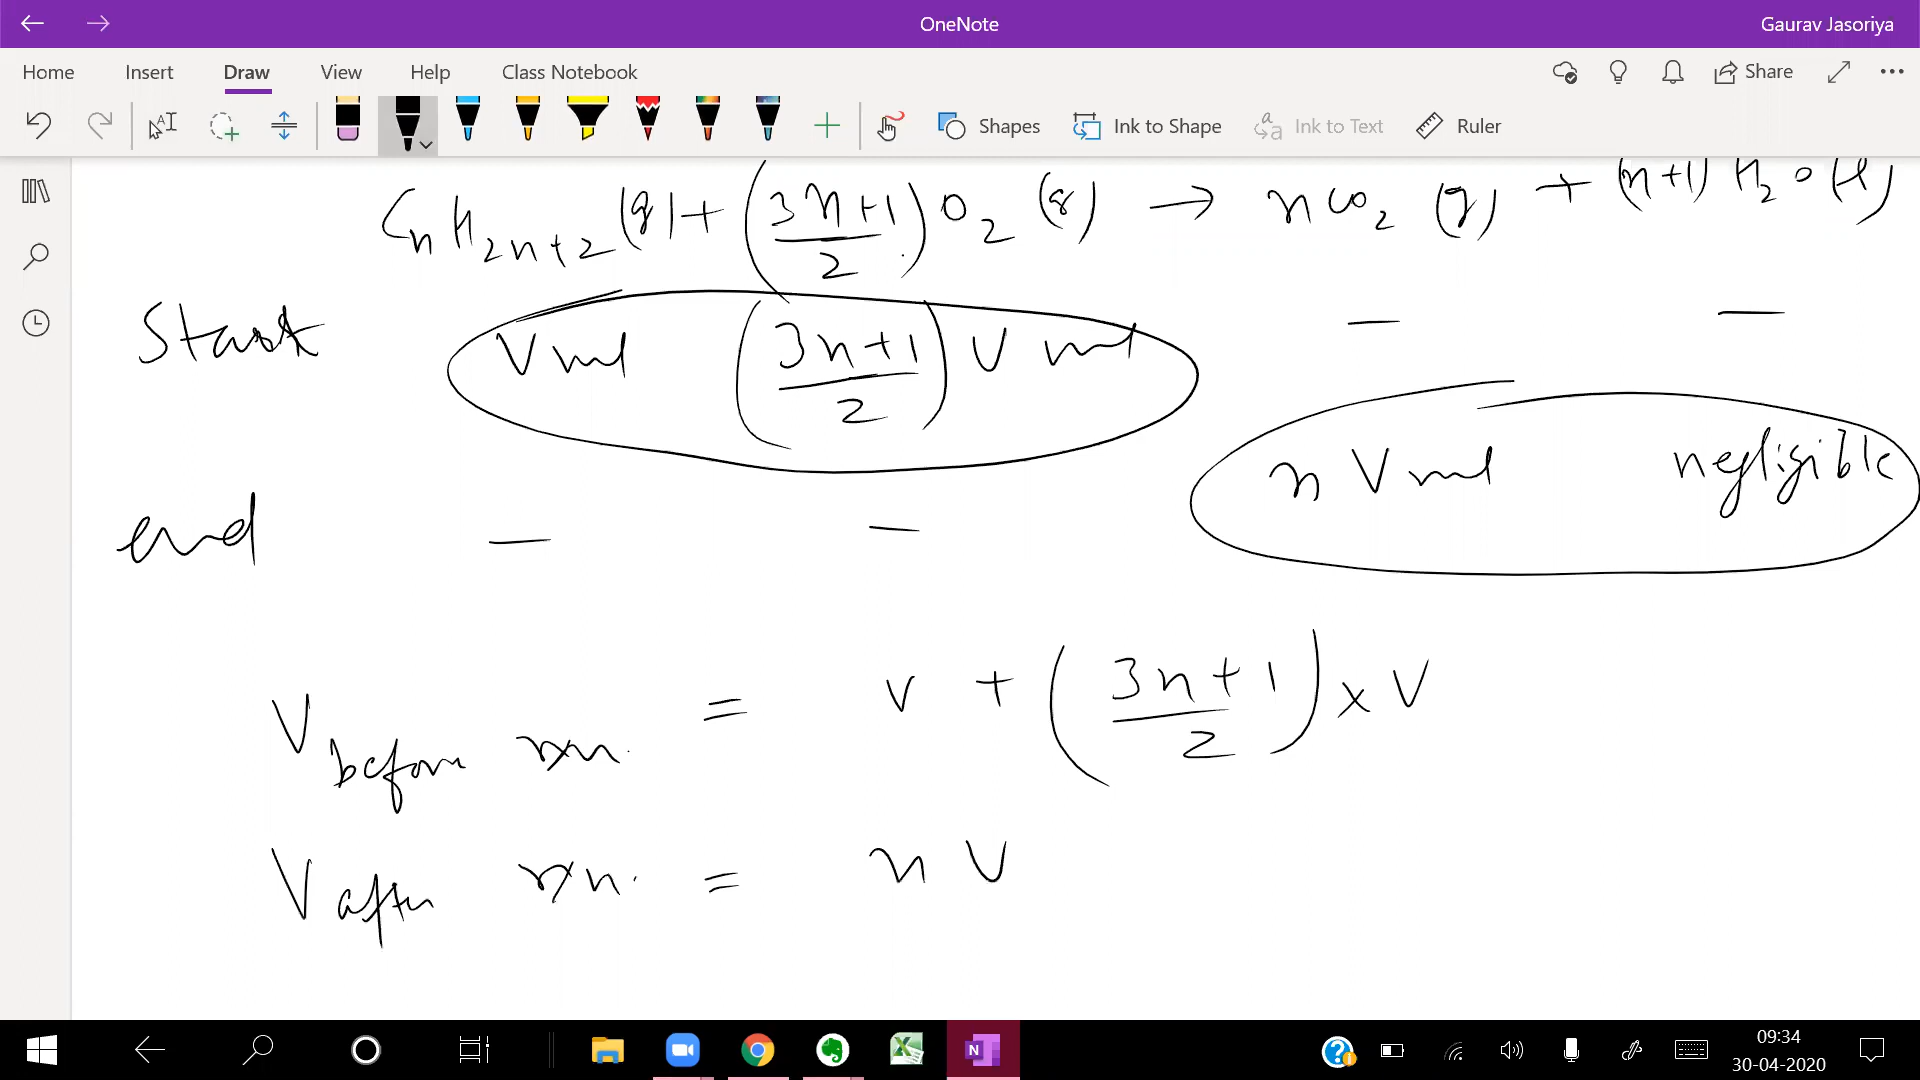 OneNote
Gaurav Jasoriya
Home Insert Draw View Help Class Notebook Share
Shapes Ink to Shape Ink to Text Ruler
CnH2n+2 (g) + (3n+1/2) O2 (g) → n CO2 (g) + (n+1) H2O (l)
Start V ml (3n+1/2) V ml — —
end — — n V ml negligible
V before rxn. = V + (3n+1/2) x V
V after rxn. = n V
09:34
30-04-2020